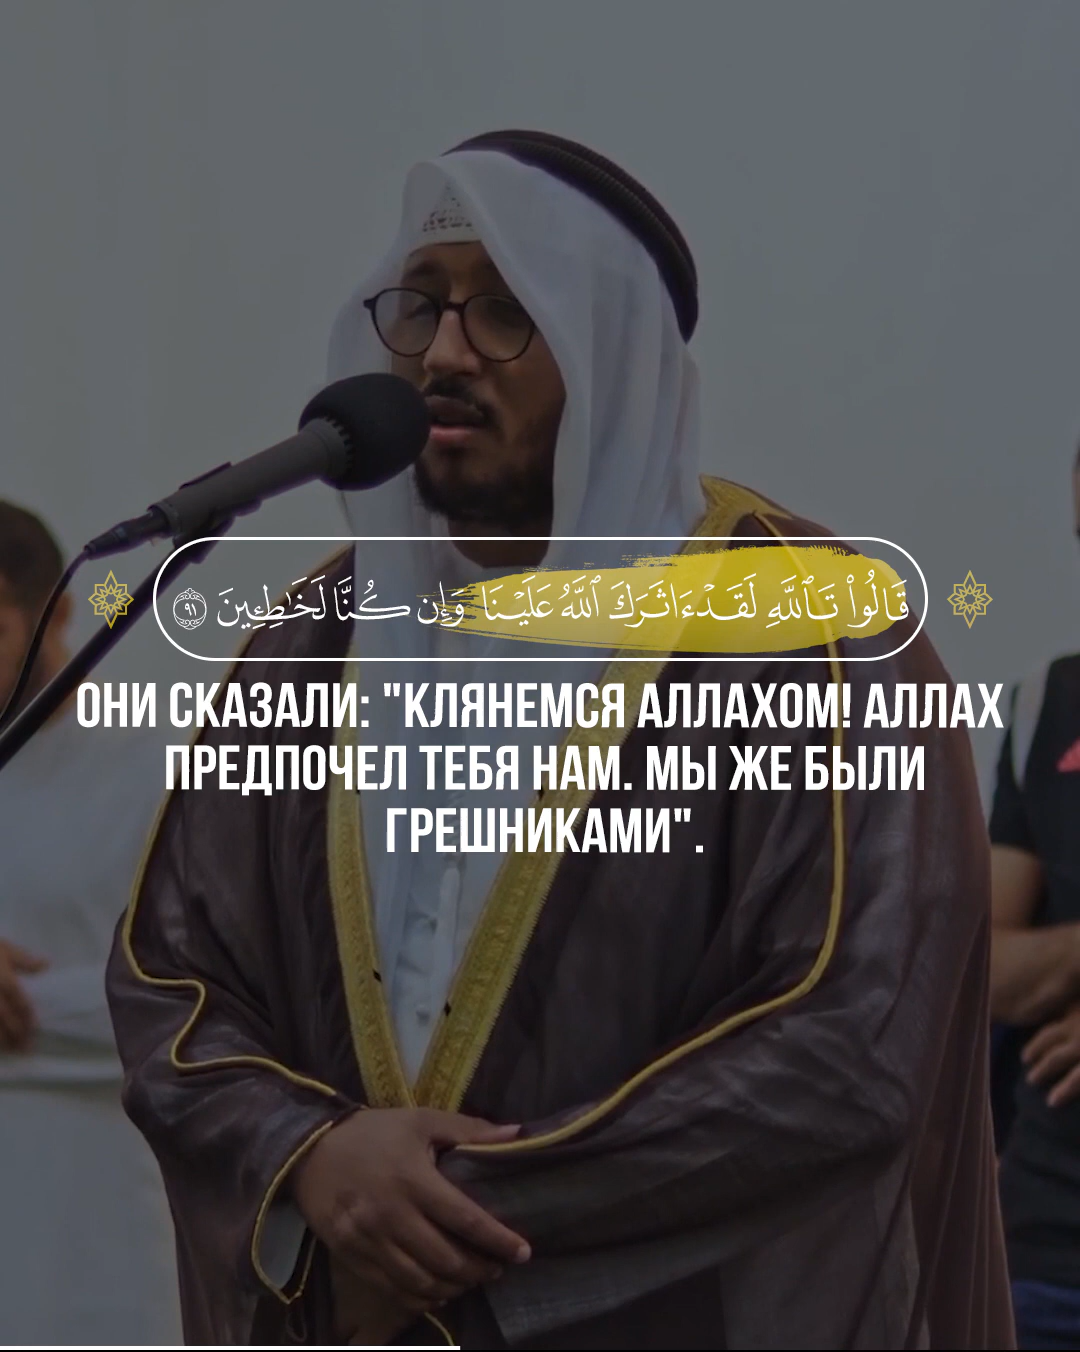 قَالُوا۟ تَٱللَّهِ لَقَدْ ءَاثَرَكَ ٱللَّهُ عَلَيْنَا وَإِن كُنَّا لَخَـٰطِـِٔينَ ٩١
ОНИ СКАЗАЛИ: "КЛЯНЕМСЯ АЛЛАХОМ! АЛЛАХ
ПРЕДПОЧЕЛ ТЕБЯ НАМ. МЫ ЖЕ БЫЛИ
ГРЕШНИКАМИ".